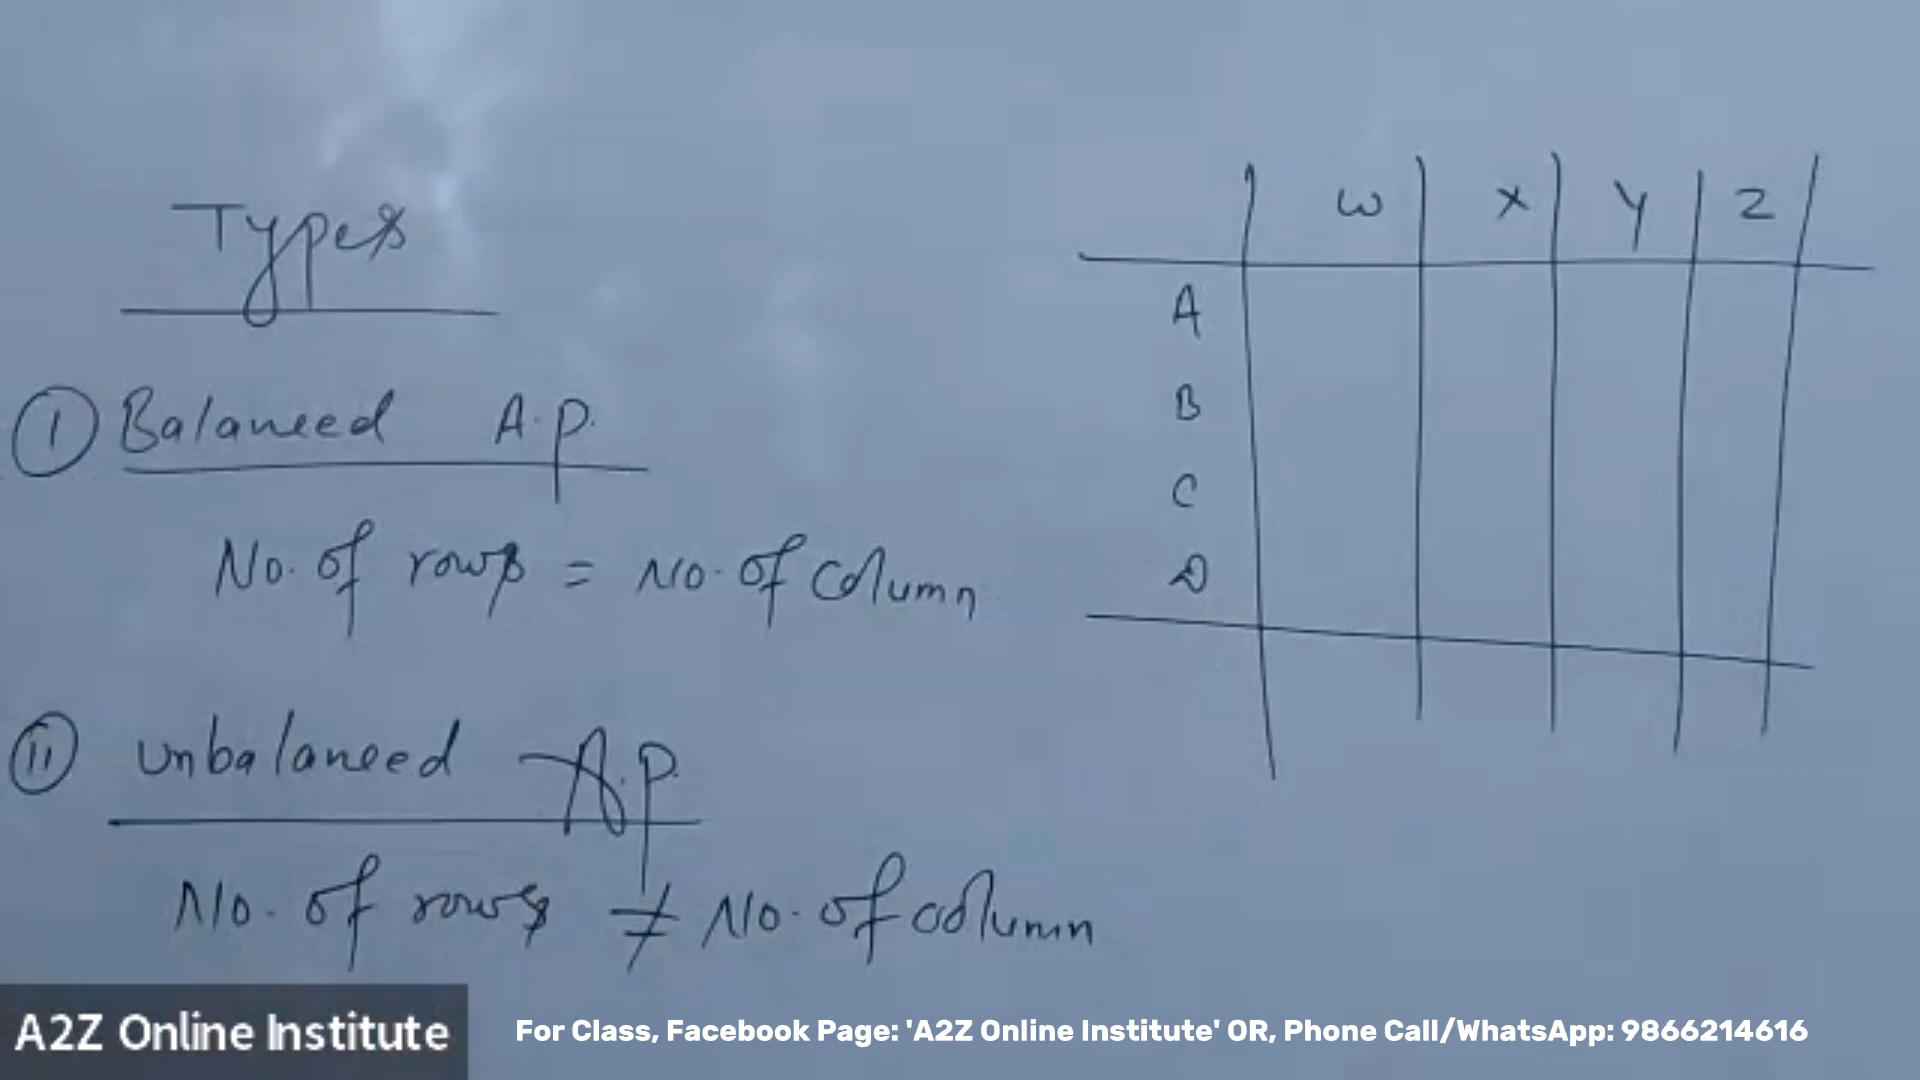 Types
① Balanced A.P.
No. of rows = No. of column
② unbalanced A.P.
No. of rows ≠ No. of column
W X Y Z
A
B
C
D
A2Z Online Institute
For Class, Facebook Page: 'A2Z Online Institute' OR, Phone Call/WhatsApp: 9866214616